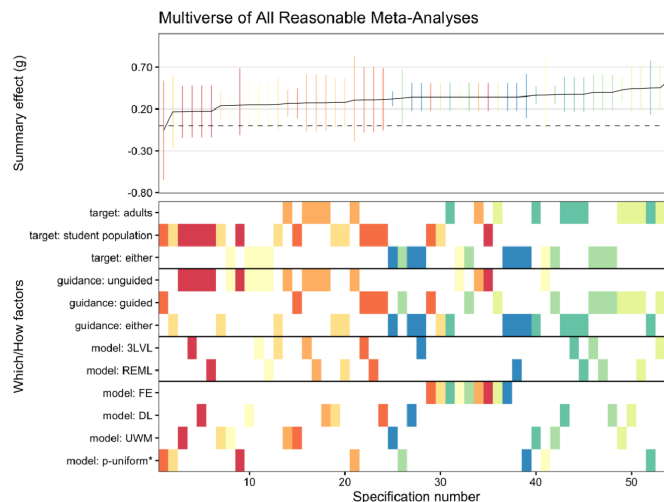 Multiverse of All Reasonable Meta-Analyses
Summary effect (g)
0.70
0.20
-0.30
-0.80
Which/How factors
target: adults
target: student population
target: either
guidance: unguided
guidance: guided
guidance: either
model: 3LVL
model: REML
model: FE
model: DL
model: UWM
model: p-uniform*
10
20
30
40
50
Specification number